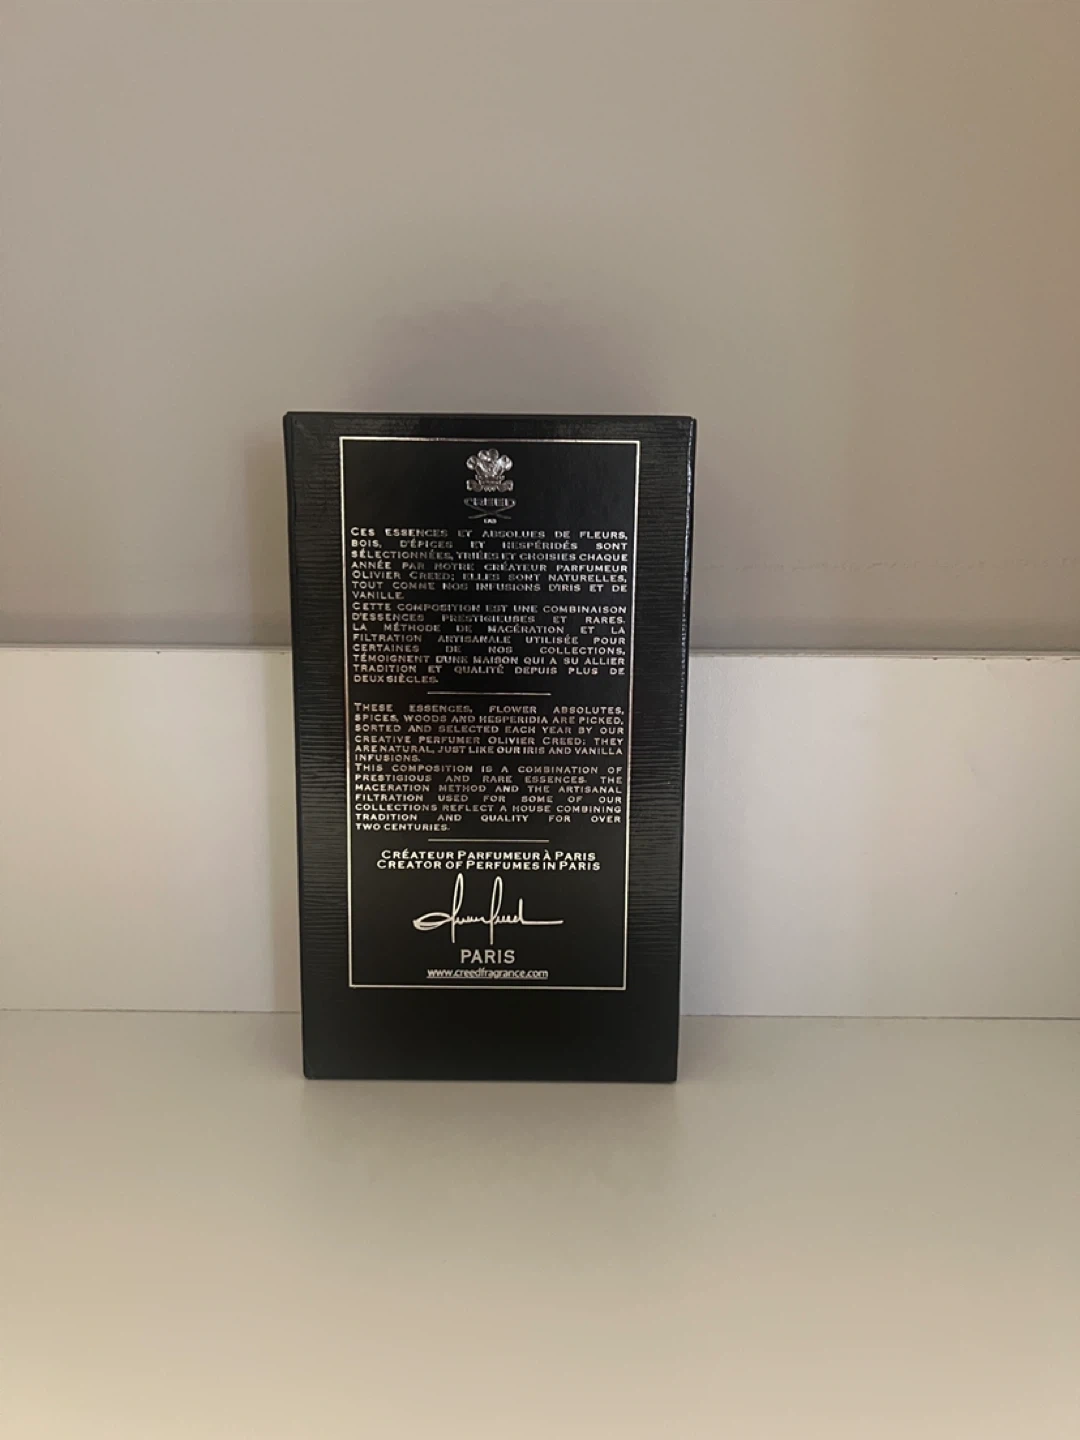 CREED
CES ESSENCES ET ABSOLUES DE FLEURS,
BOIS, D'ÉPICES ET HESPÉRIDÉS SONT
SÉLECTIONNÉES, TRIÉES ET CHOISIES CHAQUE
ANNÉE PAR NOTRE CRÉATEUR PARFUMEUR
OLIVIER CREED; ELLES SONT NATURELLES,
TOUT COMME NOS INFUSIONS D'IRIS ET DE
VANILLE.
CETTE COMPOSITION EST UNE COMBINAISON
D'ESSENCES PRESTIGIEUSES ET RARES.
LA MÉTHODE DE MACÉRATION ET LA
FILTRATION ARTISANALE UTILISÉE POUR
CERTAINES DE NOS COLLECTIONS,
TÉMOIGNENT D'UNE MAISON QUI A SU ALLIER
TRADITION ET QUALITÉ DEPUIS PLUS DE
DEUX SIÈCLES.
THESE ESSENCES, FLOWER ABSOLUTES,
SPICES, WOODS AND HESPERIDIA ARE PICKED,
SORTED AND SELECTED EACH YEAR BY OUR
CREATIVE PERFUMER OLIVIER CREED; THEY
ARE NATURAL, JUST LIKE OUR IRIS AND VANILLA
INFUSIONS.
THIS COMPOSITION IS A COMBINATION OF
PRESTIGIOUS AND RARE ESSENCES. THE
MACERATION METHOD AND THE ARTISANAL
FILTRATION USED FOR SOME OF OUR
COLLECTIONS REFLECT A HOUSE COMBINING
TRADITION AND QUALITY FOR OVER
TWO CENTURIES.
CRÉATEUR PARFUMEUR À PARIS
CREATOR OF PERFUMES IN PARIS
PARIS
www.creedfragrance.com